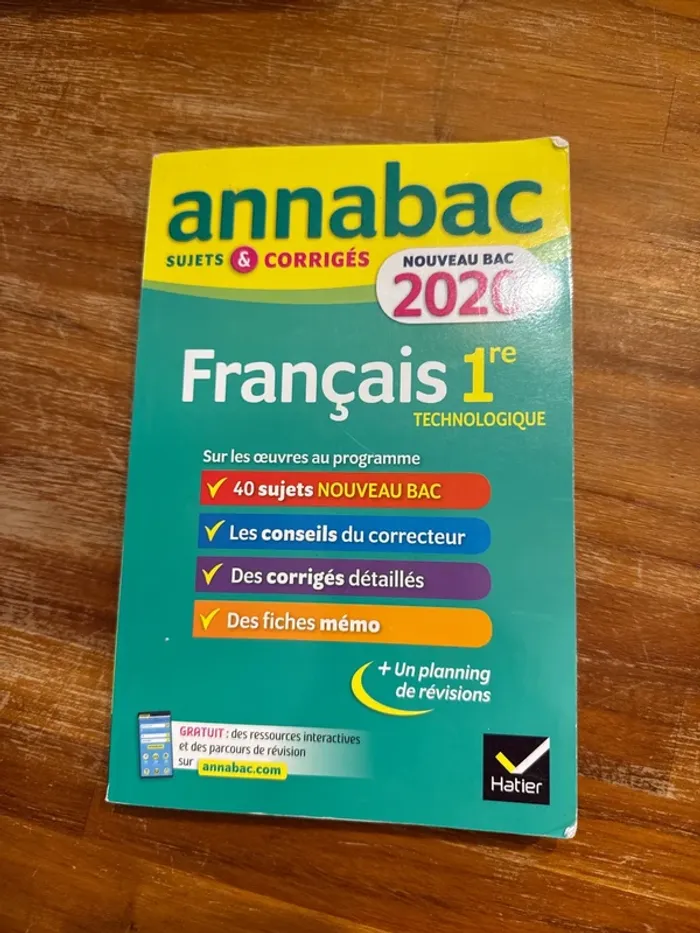 annabac
SUJETS & CORRIGÉS
NOUVEAU BAC
2020
Français 1re
TECHNOLOGIQUE
Sur les œuvres au programme
40 sujets NOUVEAU BAC
Les conseils du correcteur
Des corrigés détaillés
Des fiches mémo
+ Un planning
de révisions
GRATUIT : des ressources interactives
et des parcours de révision
sur annabac.com
Hatier